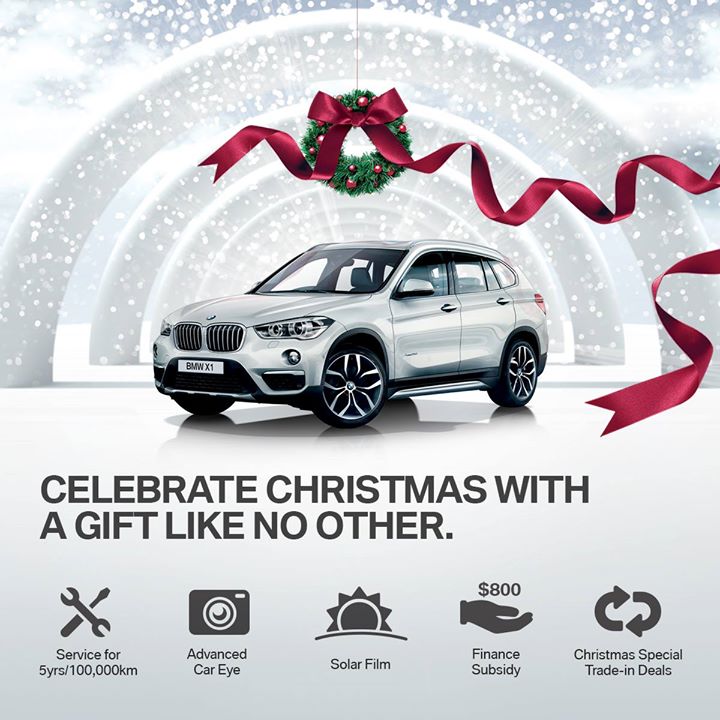 BMW X1
CELEBRATE CHRISTMAS WITH
A GIFT LIKE NO OTHER.
Service for
5yrs/100,000km
Advanced
Car Eye
Solar Film
$800
Finance
Subsidy
Christmas Special
Trade-in Deals